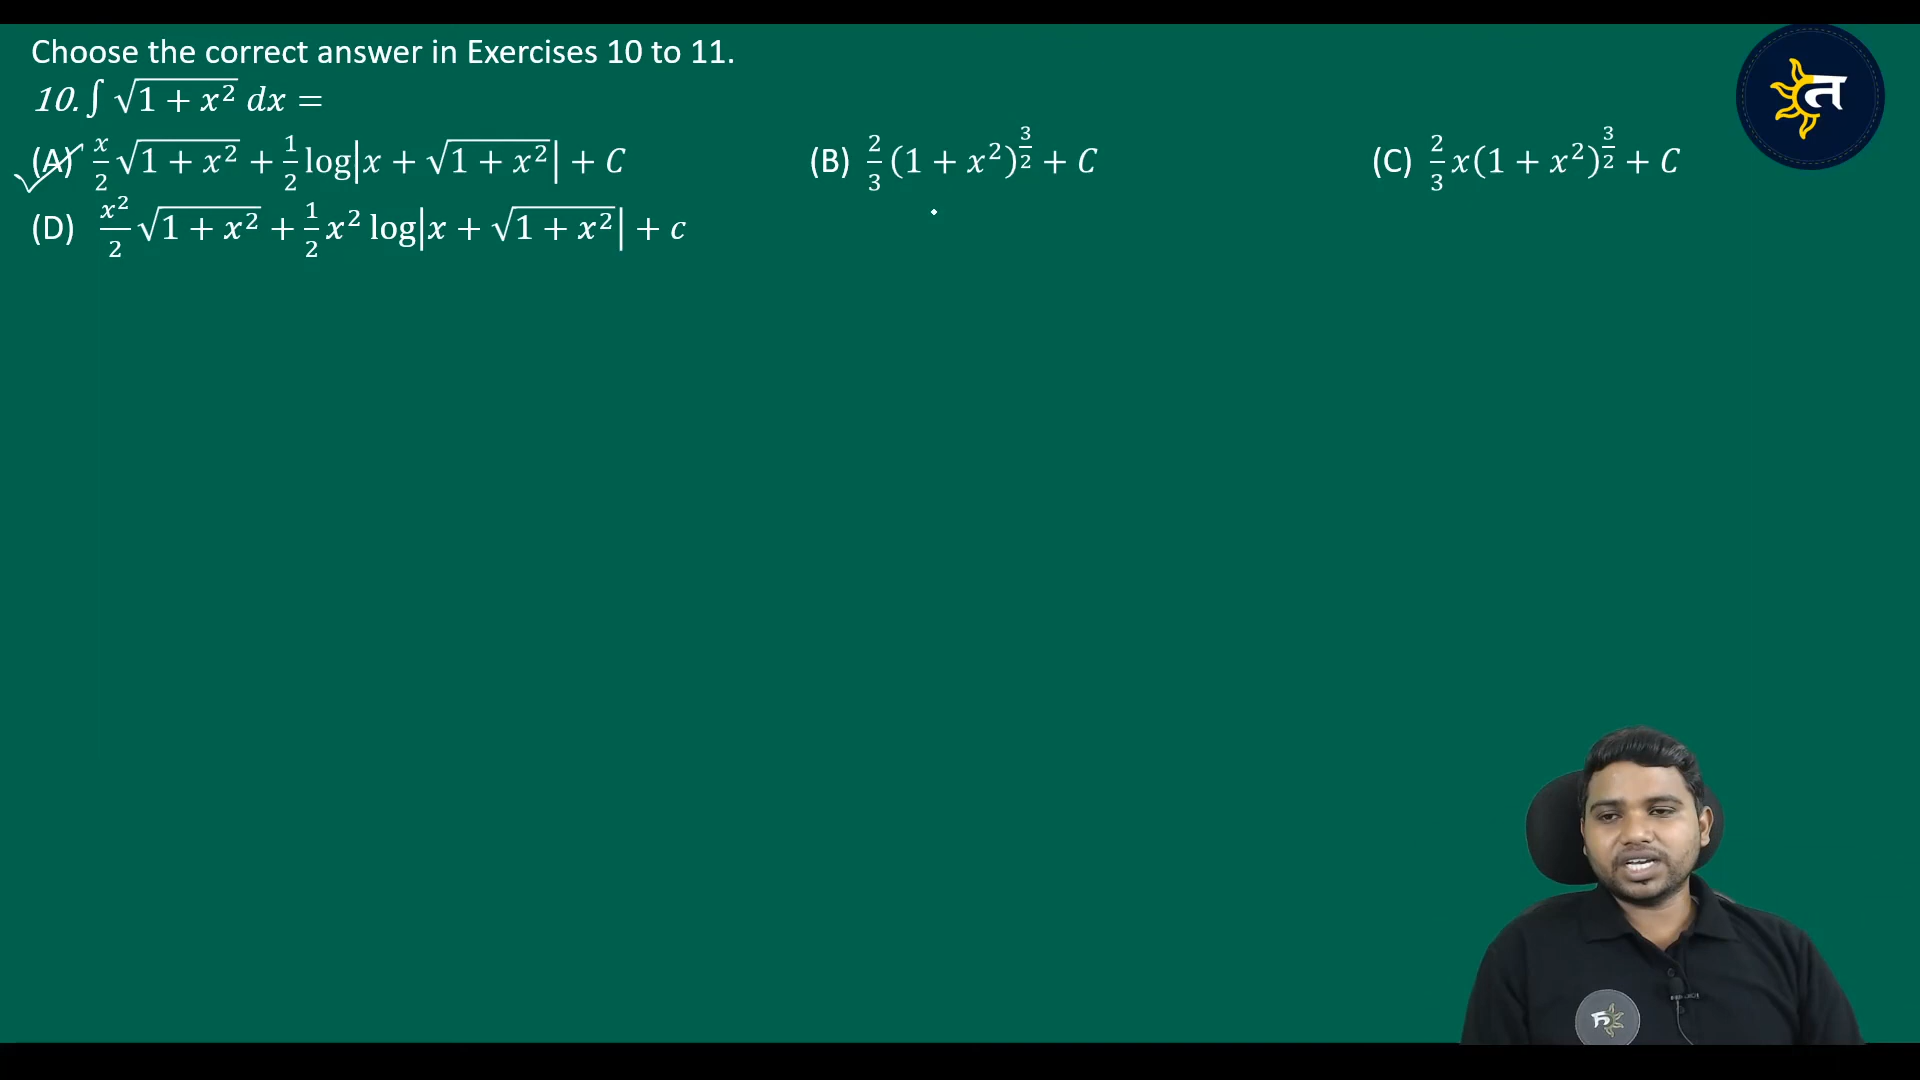 Choose the correct answer in Exercises 10 to 11.
10. ∫ √(1 + x²) dx =
(A) x/2 √(1 + x²) + 1/2 log|x + √(1 + x²)| + C (B) 2/3 (1 + x²)^(3/2) + C (C) 2/3 x(1 + x²)^(3/2) + C
(D) x²/2 √(1 + x²) + 1/2 x² log|x + √(1 + x²)| + c
त